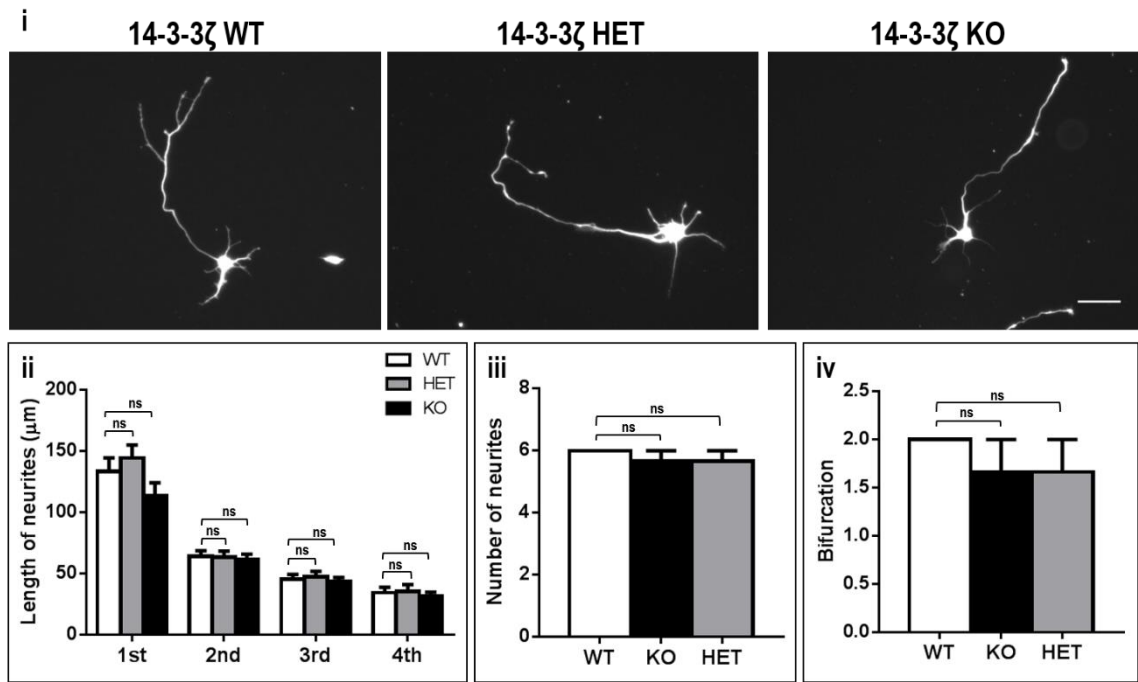 i
14-3-3ζ WT
14-3-3ζ HET
14-3-3ζ KO
ii
WT
HET
KO
Length of neurites (µm)
200
150
100
50
0
ns
ns
ns
ns
ns
ns
ns
ns
1st 2nd 3rd 4th
iii
Number of neurites
8
6
4
2
0
ns
ns
WT KO HET
iv
Bifurcation
2.5
2.0
1.5
1.0
0.5
0.0
ns
ns
WT KO HET